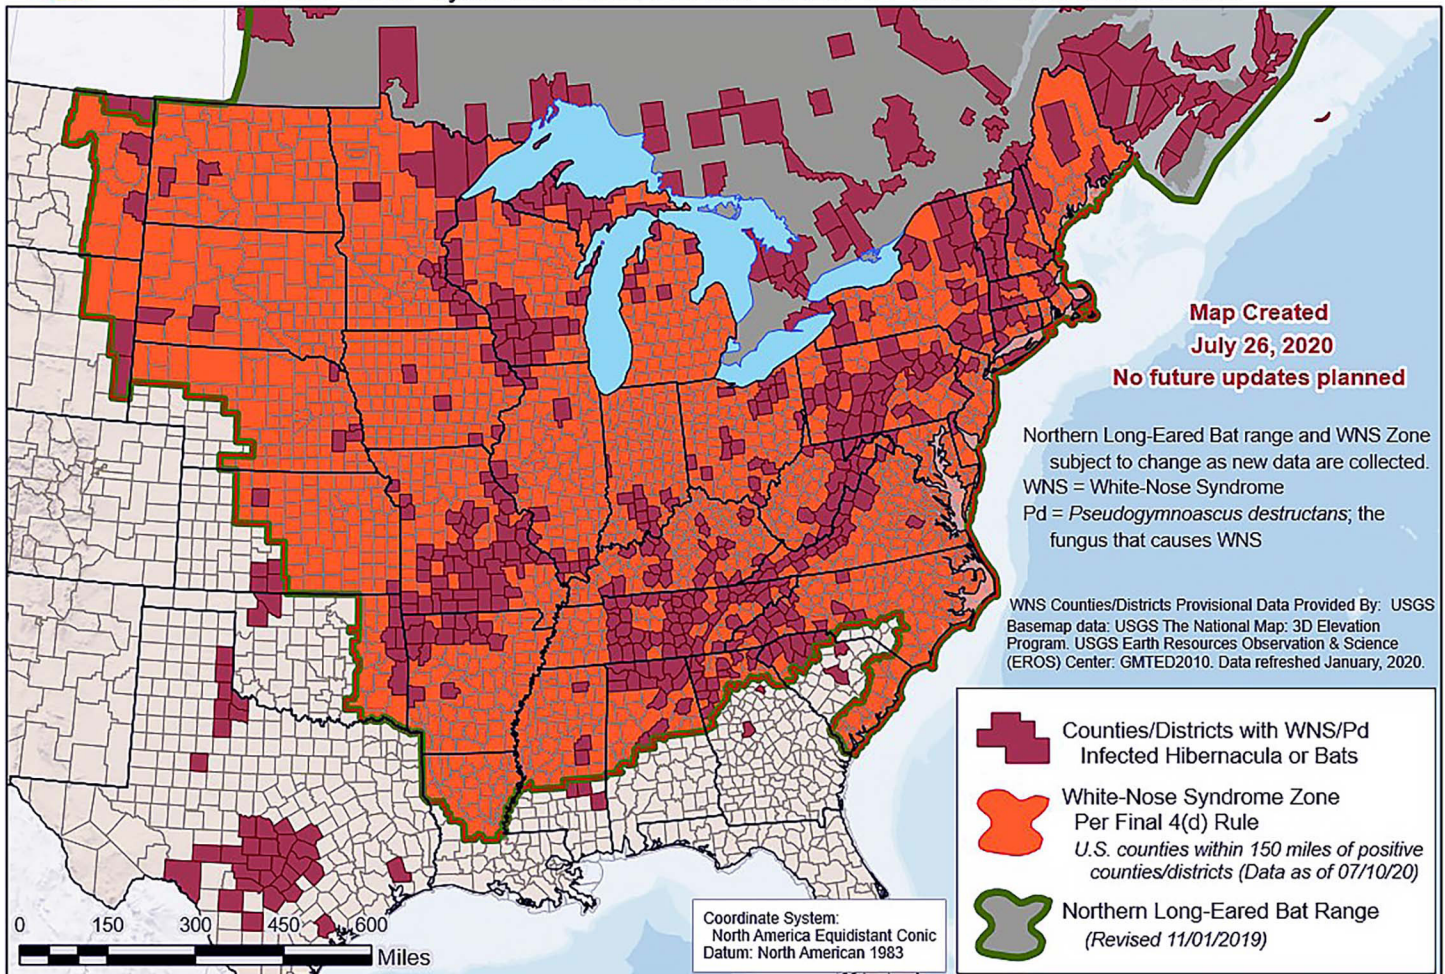 Map Created
July 26, 2020
No future updates planned
Northern Long-Eared Bat range and WNS Zone
subject to change as new data are collected.
WNS = White-Nose Syndrome
Pd = Pseudogymnoascus destructans; the
fungus that causes WNS
WNS Counties/Districts Provisional Data Provided By: USGS
Basemap data: USGS The National Map: 3D Elevation
Program. USGS Earth Resources Observation & Science
(EROS) Center: GMTED2010. Data refreshed January, 2020.
Counties/Districts with WNS/Pd
Infected Hibernacula or Bats
White-Nose Syndrome Zone
Per Final 4(d) Rule
U.S. counties within 150 miles of positive
counties/districts (Data as of 07/10/20)
Northern Long-Eared Bat Range
(Revised 11/01/2019)
Coordinate System:
North America Equidistant Conic
Datum: North American 1983
0 150 300 450 600
Miles